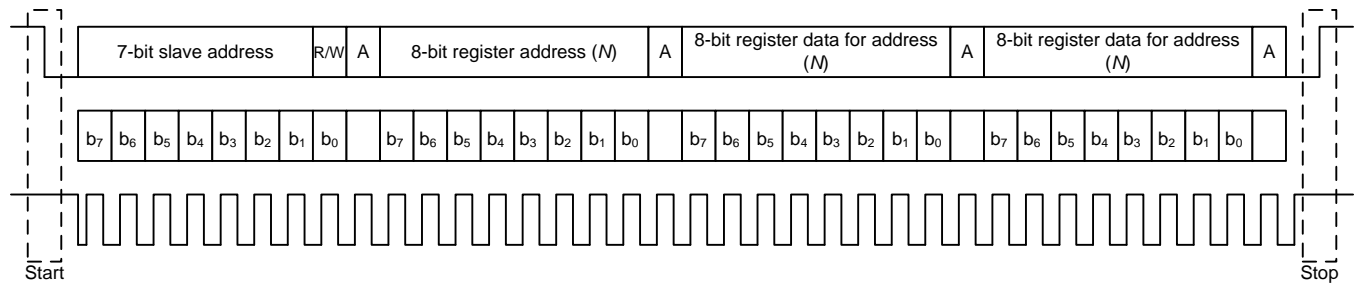 7-bit slave address R/W A 8-bit register address (N) A 8-bit register data for address (N) A 8-bit register data for address (N) A
b7 b6 b5 b4 b3 b2 b1 b0 b7 b6 b5 b4 b3 b2 b1 b0 b7 b6 b5 b4 b3 b2 b1 b0 b7 b6 b5 b4 b3 b2 b1 b0
Start Stop